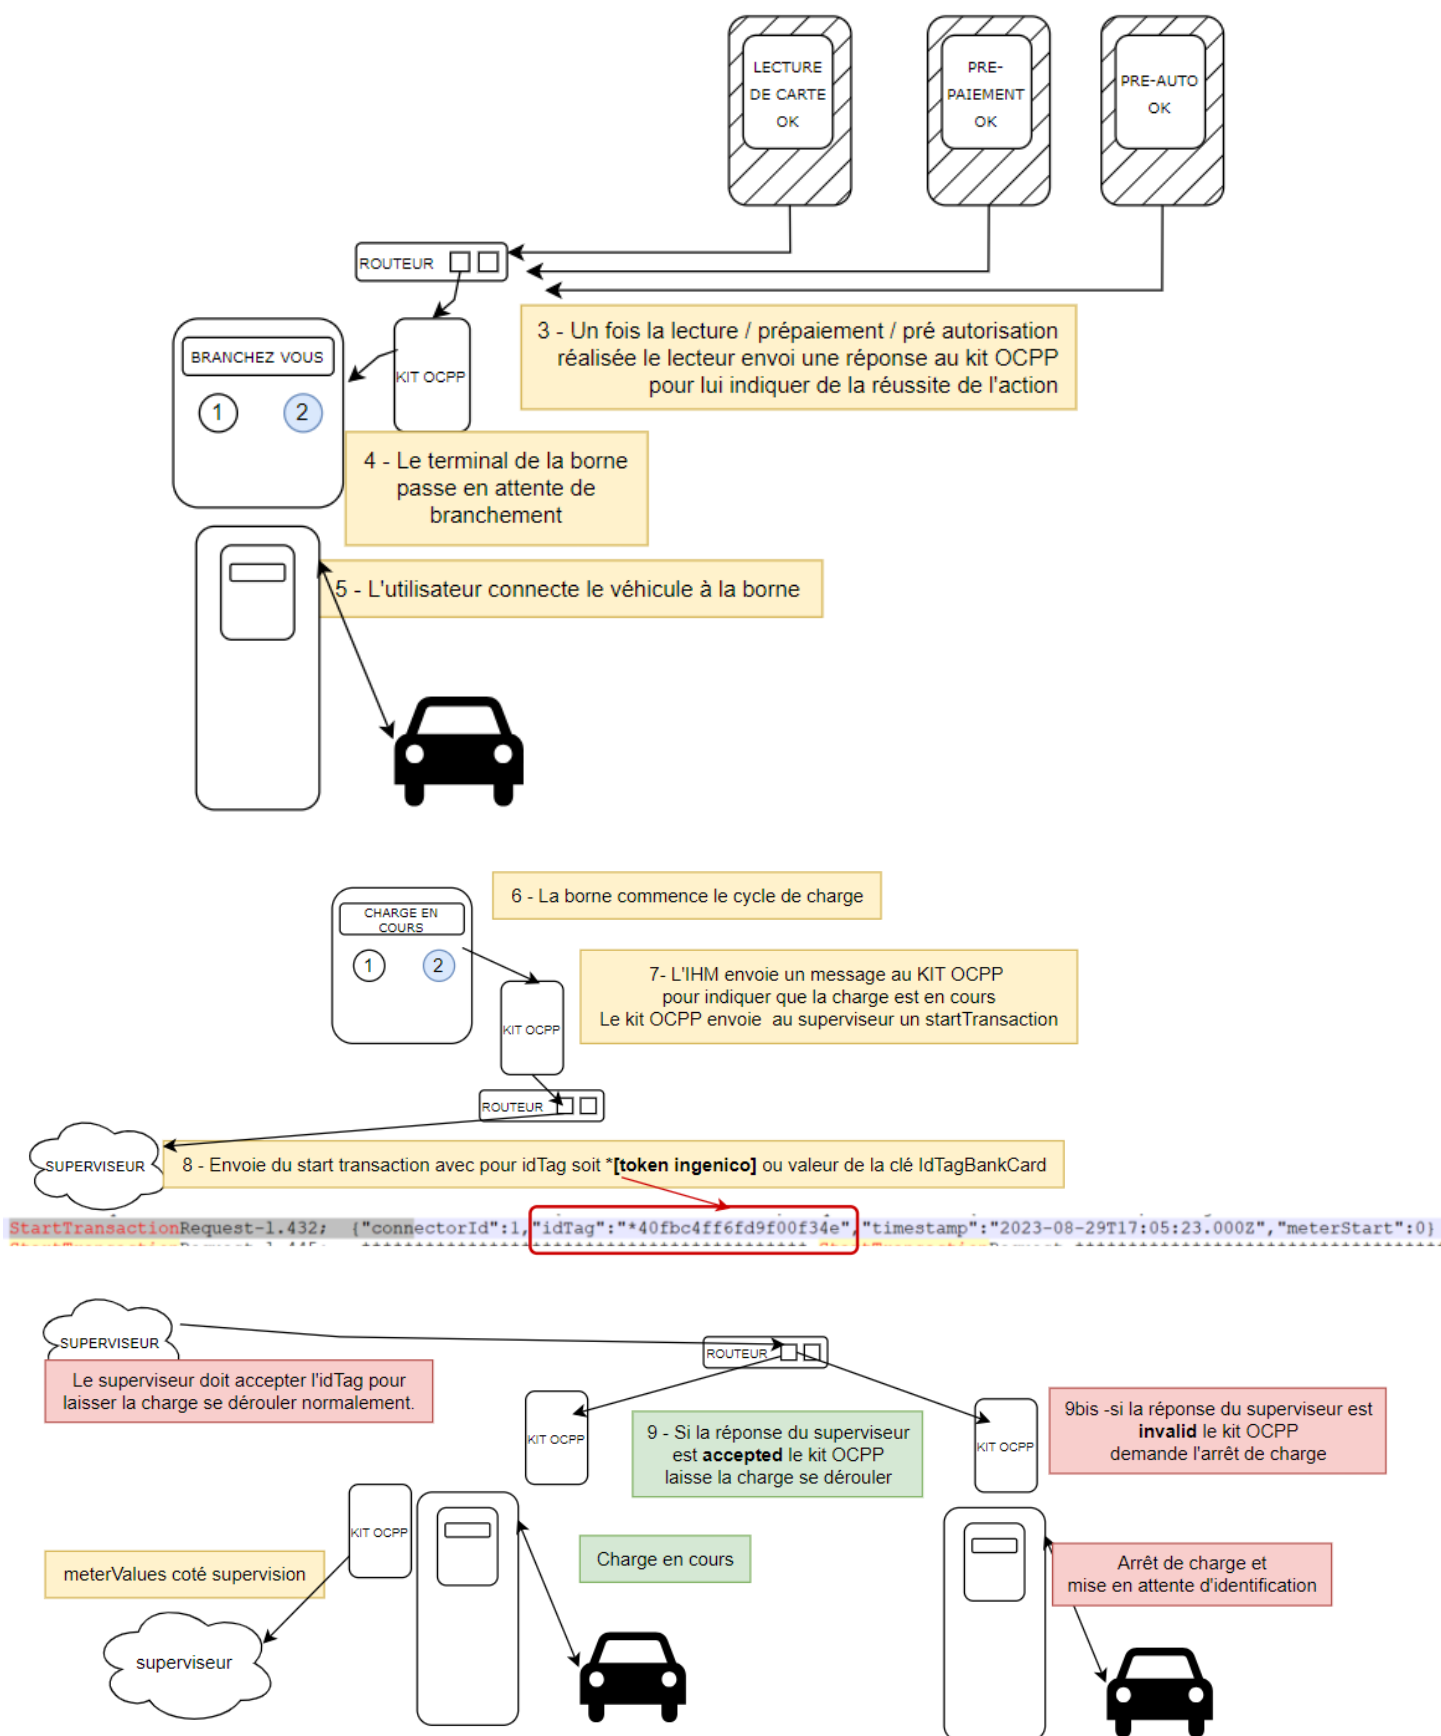 LECTURE
DE CARTE
OK
PRE-
PAIEMENT
OK
PRE-AUTO
OK
ROUTEUR
3 - Un fois la lecture / prépaiement / pré autorisation
réalisée le lecteur envoi une réponse au kit OCPP
pour lui indiquer de la réussite de l'action
BRANCHEZ VOUS
1
2
KIT OCPP
4 - Le terminal de la borne
passe en attente de
branchement
5 - L'utilisateur connecte le véhicule à la borne
6 - La borne commence le cycle de charge
CHARGE EN
COURS
1
2
7- L'IHM envoie un message au KIT OCPP
pour indiquer que la charge est en cours
Le kit OCPP envoie au superviseur un startTransaction
KIT OCPP
ROUTEUR
SUPERVISEUR
8 - Envoie du start transaction avec pour idTag soit *[token ingenico] ou valeur de la clé IdTagBankCard
StartTransactionRequest-1.432; {"connectorId":1,"idTag":"*40fbc4ff6fd9f00f34e","timestamp":"2023-08-29T17:05:23.000Z","meterStart":0}
SUPERVISEUR
ROUTEUR
Le superviseur doit accepter l'idTag pour
laisser la charge se dérouler normalement.
KIT OCPP
9 - Si la réponse du superviseur
est accepted le kit OCPP
laisse la charge se dérouler
KIT OCPP
9bis -si la réponse du superviseur est
invalid le kit OCPP
demande l'arrêt de charge
KIT OCPP
meterValues coté supervision
Charge en cours
Arrêt de charge et
mise en attente d'identification
superviseur